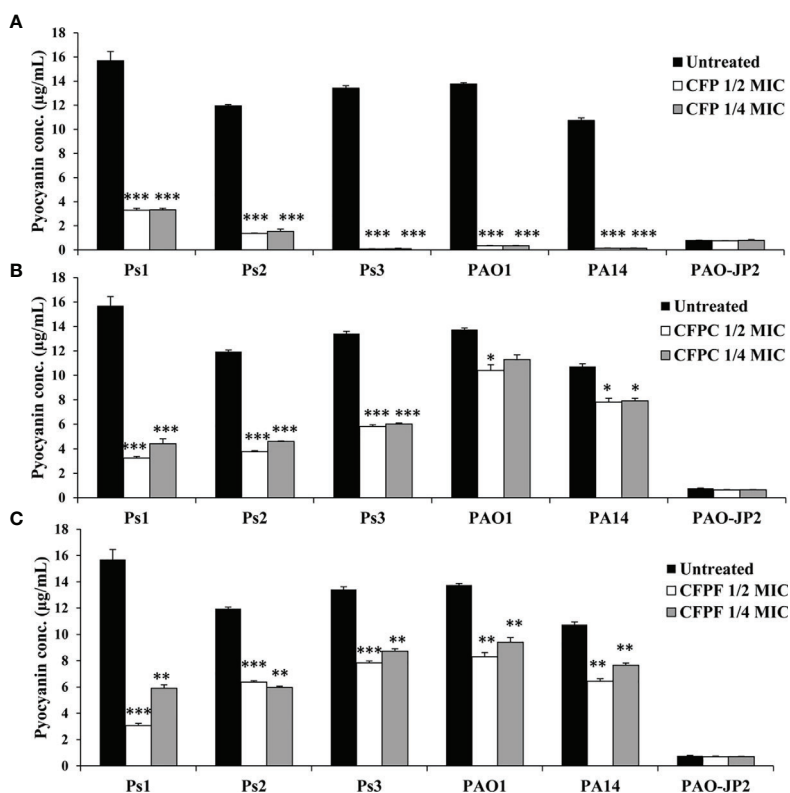 A
Pyocyanin conc. (µg/mL)
18
16
14
12
10
8
6
4
2
0
Untreated
CFP 1/2 MIC
CFP 1/4 MIC
*** ***
*** ***
*** ***
*** ***
*** ***
Ps1 Ps2 Ps3 PAO1 PA14 PAO-JP2
B
Pyocyanin conc. (µg/mL)
18
16
14
12
10
8
6
4
2
0
Untreated
CFPC 1/2 MIC
CFPC 1/4 MIC
*** ***
*** ***
*** ***
*
* *
Ps1 Ps2 Ps3 PAO1 PA14 PAO-JP2
C
Pyocyanin conc. (µg/mL)
18
16
14
12
10
8
6
4
2
0
Untreated
CFPF 1/2 MIC
CFPF 1/4 MIC
*** **
*** **
*** **
** **
** **
Ps1 Ps2 Ps3 PAO1 PA14 PAO-JP2